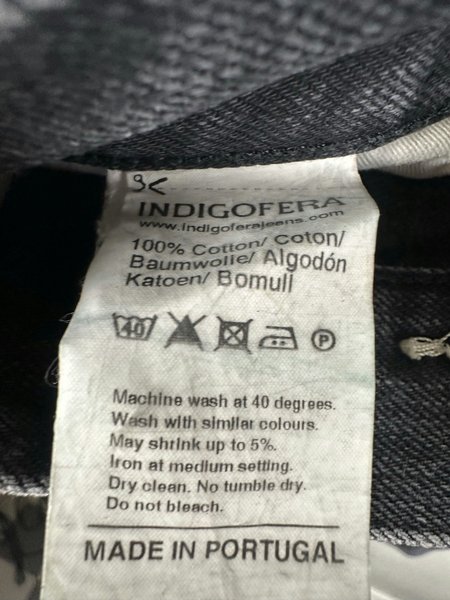 INDIGOFERA
www.Indigoferajeans.com
100% Cotton/ Coton/
Baumwolle/ Algodón
Katoen/ Bomull
40 P
Machine wash at 40 degrees.
Wash with similar colours.
May shrink up to 5%.
Iron at medium setting.
Dry clean. No tumble dry.
Do not bleach.
MADE IN PORTUGAL